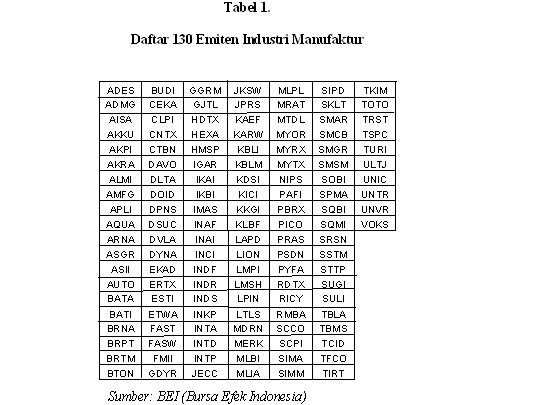 Tabel 1.
Daftar 130 Emiten Industri Manufaktur
ADES BUDI GGRM JKSW MLPL SIPD TKIM
ADMG CEKA GJTL JPRS MRAT SKLT TOTO
AISA CLPI HDTX KAEF MTDL SMAR TRST
AKKU CNTX HEXA KARW MYOR SMCB TSPC
AKPI CTBN HMSP KBLI MYRX SMGR TURI
AKRA DAVO IGAR KBLM MYTX SMSM ULTJ
ALMI DLTA IKAI KDSI NIPS SOBI UNIC
AMFG DOID IKBI KICI PAFI SPMA UNTR
APLI DPNS IMAS KKGI PBRX SQBI UNVR
AQUA DSUC INAF KLBF PICO SQMI VOKS
ARNA DVLA INAI LAPD PRAS SRSN
ASGR DYNA INCI LION PSDN SSTM
ASII EKAD INDF LMPI PYFA STTP
AUTO ERTX INDR LMSH RDTX SUGI
BATA ESTI INDS LPIN RICY SULI
BATI ETWA INKP LTLS RMBA TBLA
BRNA FAST INTA MDRN SCCO TBMS
BRPT FASW INTD MERK SCPI TCID
BRTM FMII INTP MLBI SIMA TFCO
BTON GDYR JECC MLIA SIMM TIRT
Sumber: BEI (Bursa Efek Indonesia)